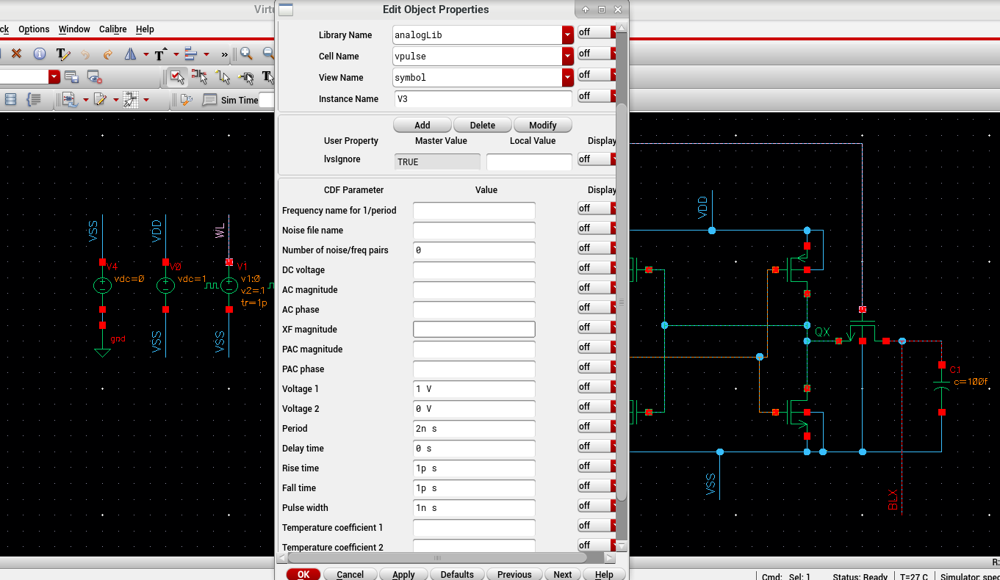 Virtu
Edit Object Properties
ck Options Window Calibre Help
Sim Time
Library Name analogLib off
Cell Name vpulse off
View Name symbol off
Instance Name V3 off
Add Delete Modify
User Property Master Value Local Value Display
lvsIgnore TRUE off
CDF Parameter Value Display
Frequency name for 1/period off
Noise file name off
Number of noise/freq pairs 0 off
DC voltage off
AC magnitude off
AC phase off
XF magnitude off
PAC magnitude off
PAC phase off
Voltage 1 1 V off
Voltage 2 0 V off
Period 2n s off
Delay time 0 s off
Rise time 1p s off
Fall time 1p s off
Pulse width 1n s off
Temperature coefficient 1 off
Temperature coefficient 2 off
OK Cancel Apply Defaults Previous Next Help
VSS
VDD
WL
V4
vdc=0
V0
vdc=1
V1
v1:0
v2=:1
tr=1p
gnd
VSS
VSS
VDD
QX
C1
c=100f
VSS
BLX
R:
Cmd: Sel: 1 Status: Ready T=27 C Simulator: spec